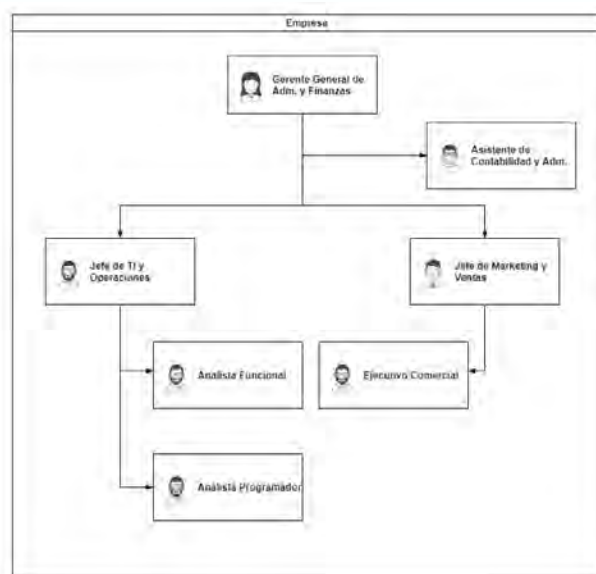 Empresa
Gerente General de
Adm. y Finanzas
Asistente de
Contabilidad y Adm.
Jefe de TI y
Operaciones
Jefe de Marketing y
Ventas
Analista Funcional
Ejecutivo Comercial
Analista Programador